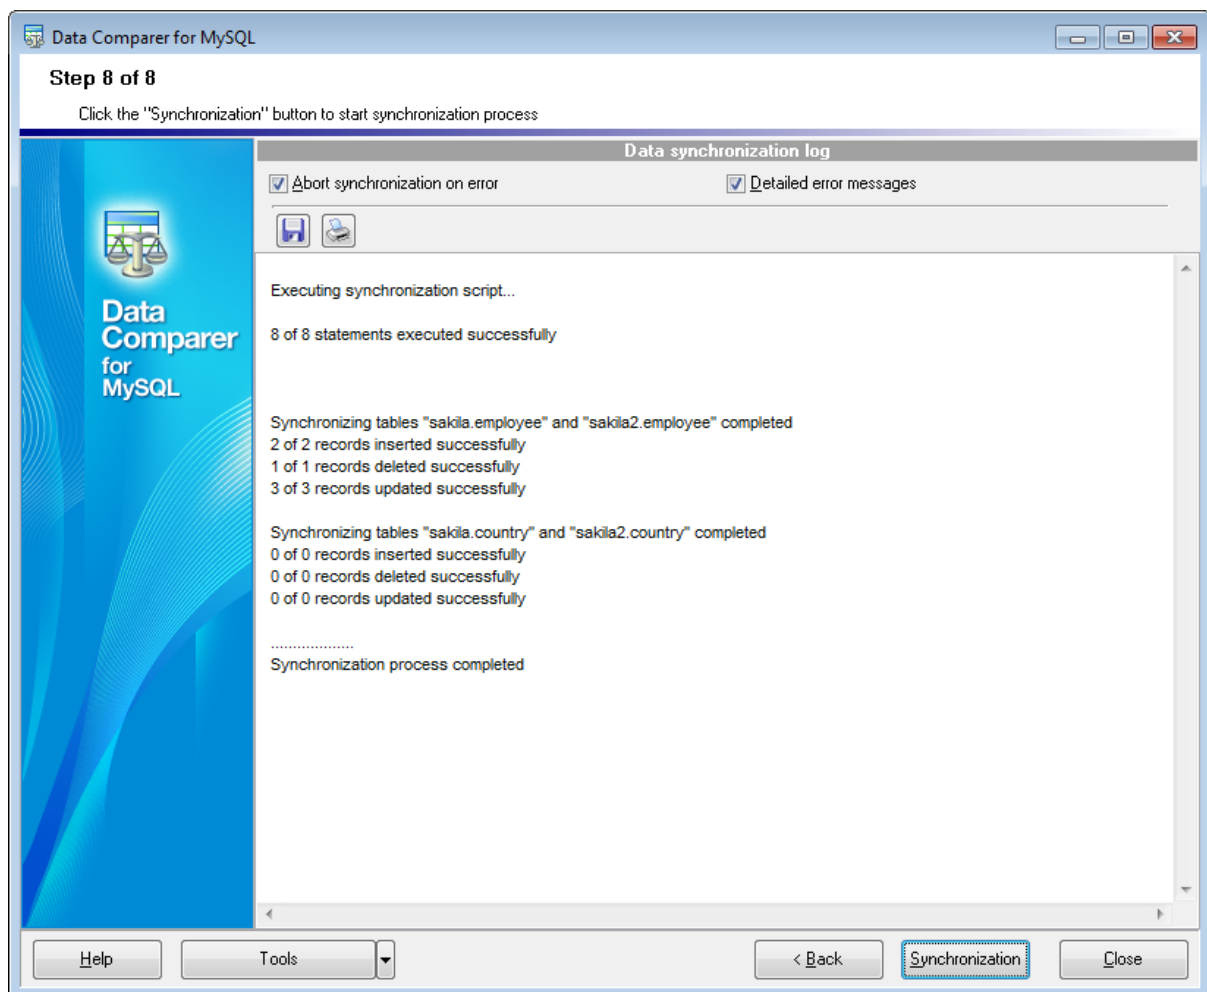 Data Comparer for MySQL
Step 8 of 8
Click the "Synchronization" button to start synchronization process
Data synchronization log
Abort synchronization on error
Detailed error messages
Data
Comparer
for
MySQL
Executing synchronization script...
8 of 8 statements executed successfully
Synchronizing tables "sakila.employee" and "sakila2.employee" completed
2 of 2 records inserted successfully
1 of 1 records deleted successfully
3 of 3 records updated successfully
Synchronizing tables "sakila.country" and "sakila2.country" completed
0 of 0 records inserted successfully
0 of 0 records deleted successfully
0 of 0 records updated successfully
...................
Synchronization process completed
Help
Tools
< Back
Synchronization
Close